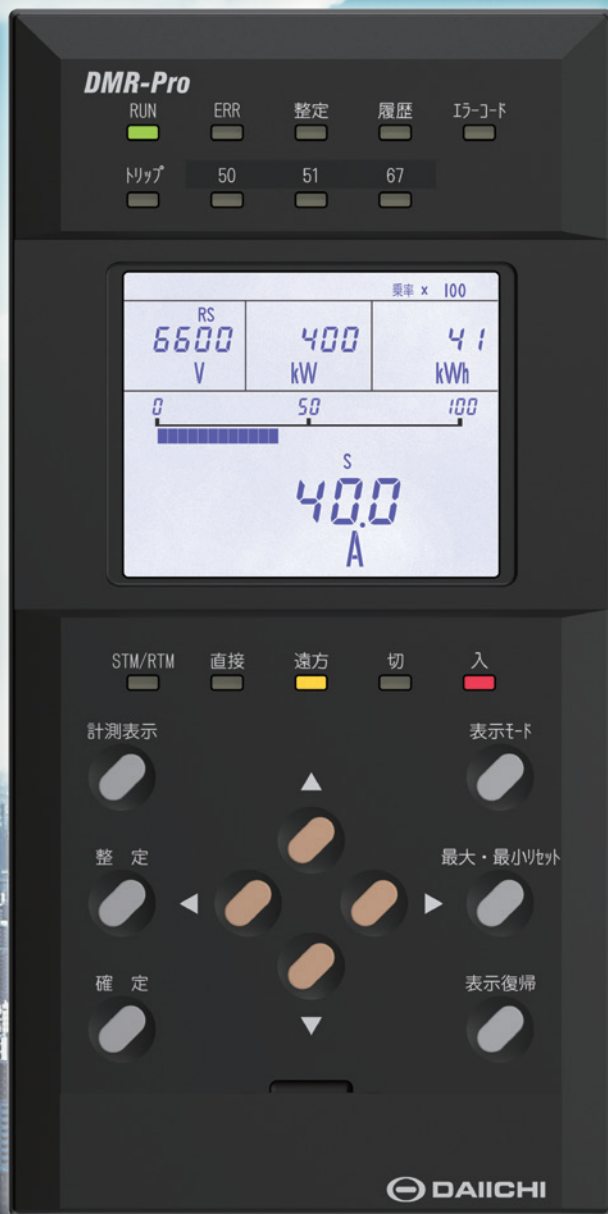 DMR-Pro
RUN ERR 整定 履歴 ｴﾗｰｺｰﾄﾞ
ﾄﾘｯﾌﾟ 50 51 67
乗率 x 100
RS
6600 400 41
V kW kWh
0 50 100
S
40.0
A
STM/RTM 直接 遠方 切 入
計測表示 表示ﾓｰﾄﾞ
整 定 最大・最小ﾘｾｯﾄ
確 定 表示復帰
DAIICHI